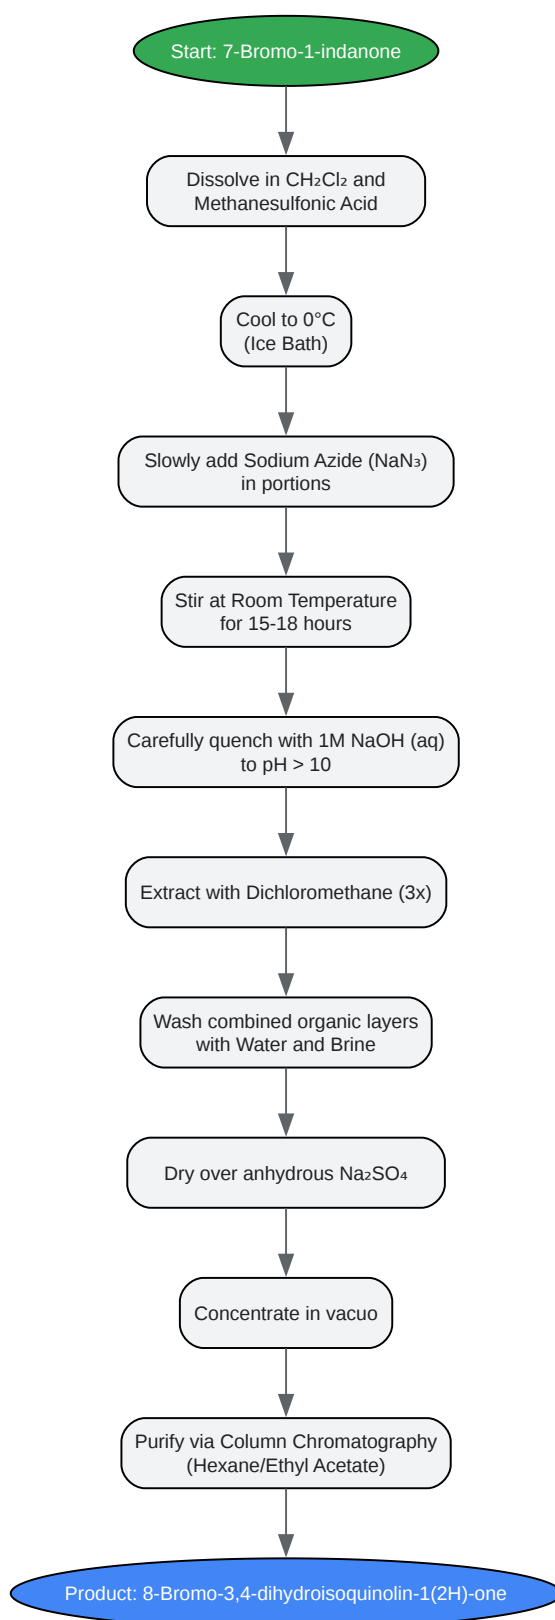 Start: 7-Bromo-1-indanone
Dissolve in CH₂Cl₂ and
Methanesulfonic Acid
Cool to 0°C
(Ice Bath)
Slowly add Sodium Azide (NaN₃)
in portions
Stir at Room Temperature
for 15-18 hours
Carefully quench with 1M NaOH (aq)
to pH > 10
Extract with Dichloromethane (3x)
Wash combined organic layers
with Water and Brine
Dry over anhydrous Na₂SO₄
Concentrate in vacuo
Purify via Column Chromatography
(Hexane/Ethyl Acetate)
Product: 8-Bromo-3,4-dihydroisoquinolin-1(2H)-one